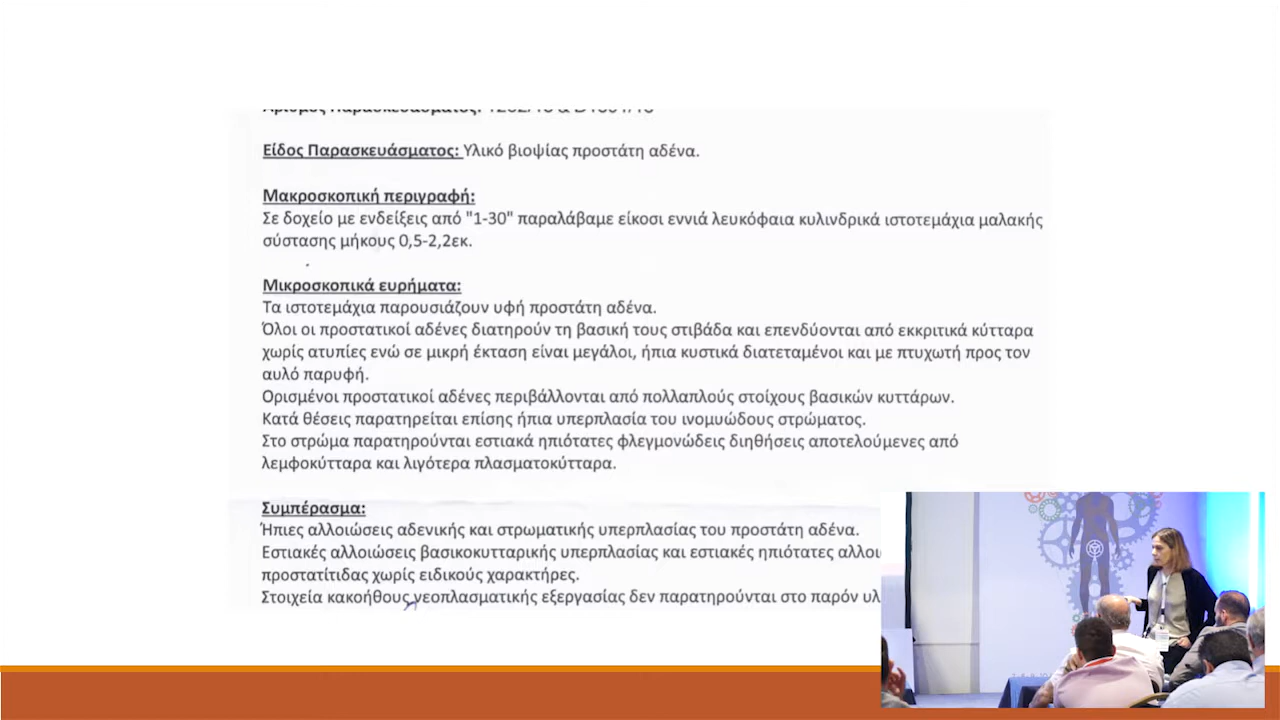 Είδος Παρασκευάσματος: Υλικό βιοψίας προστάτη αδένα.
Μακροσκοπική περιγραφή:
Σε δοχείο με ενδείξεις από "1-30" παραλάβαμε είκοσι εννιά λευκόφαια κυλινδρικά ιστοτεμάχια μαλακής
σύστασης μήκους 0,5-2,2εκ.
Μικροσκοπικά ευρήματα:
Τα ιστοτεμάχια παρουσιάζουν υφή προστάτη αδένα.
Όλοι οι προστατικοί αδένες διατηρούν τη βασική τους στιβάδα και επενδύονται από εκκριτικά κύτταρα
χωρίς ατυπίες ενώ σε μικρή έκταση είναι μεγάλοι, ήπια κυστικά διατεταμένοι και με πτυχωτή προς τον
αυλό παρυφή.
Ορισμένοι προστατικοί αδένες περιβάλλονται από πολλαπλούς στοίχους βασικών κυττάρων.
Κατά θέσεις παρατηρείται επίσης ήπια υπερπλασία του ινομυώδους στρώματος.
Στο στρώμα παρατηρούνται εστιακά ηπιότατες φλεγμονώδεις διηθήσεις αποτελούμενες από
λεμφοκύτταρα και λιγότερα πλασματοκύτταρα.
Συμπέρασμα:
Ήπιες αλλοιώσεις αδενικής και στρωματικής υπερπλασίας του προστάτη αδένα.
Εστιακές αλλοιώσεις βασικοκυτταρικής υπερπλασίας και εστιακές ηπιότατες
προστατίτιδας χωρίς ειδικούς χαρακτήρες.
Στοιχεία κακοήθους νεοπλασματικής εξεργασίας δεν παρατηρούνται στο παρόν